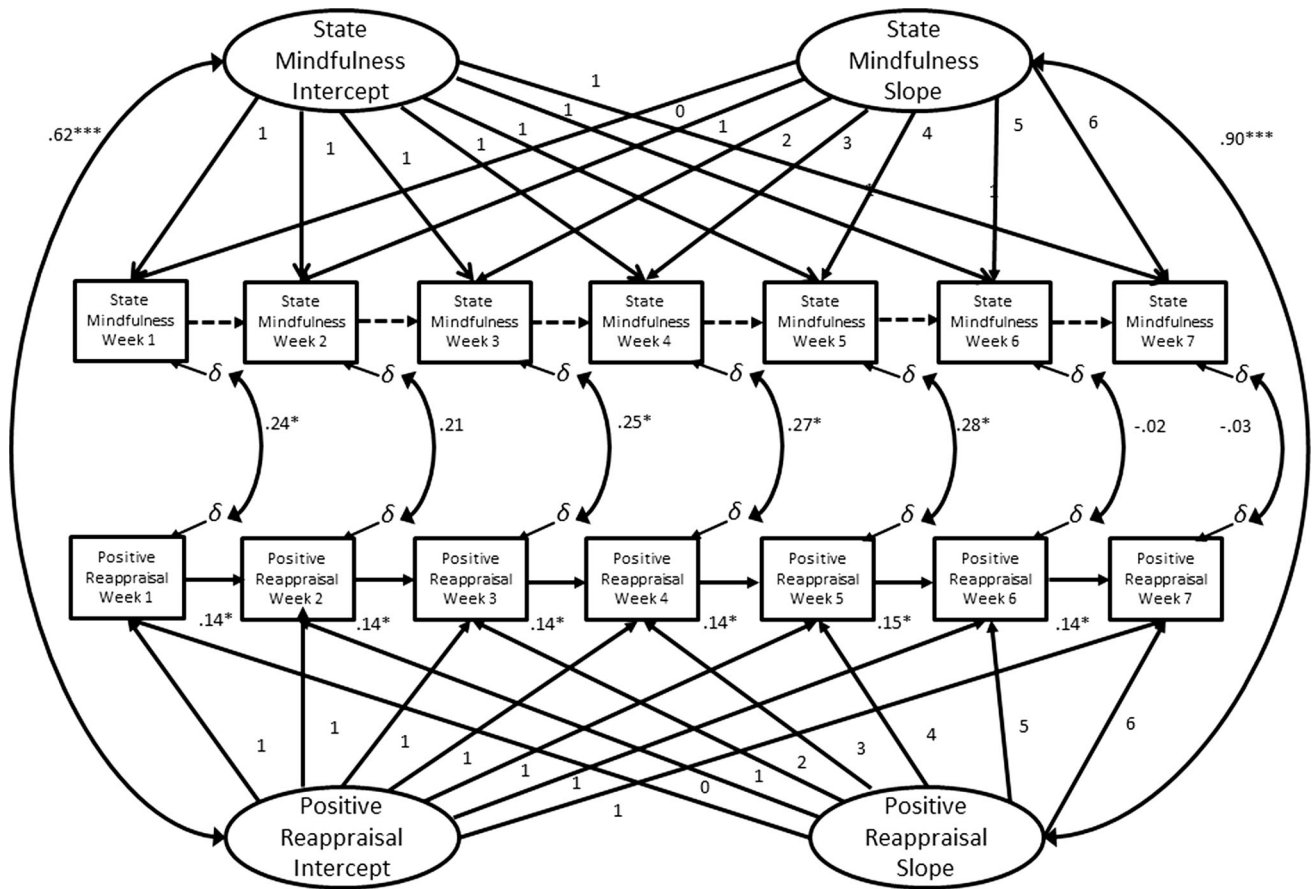 State
Mindfulness
Intercept
State
Mindfulness
Slope
.62***
.90***
1
1
0
1
1
1
1
1
1
1
2
3
4
5
6
1
1
State
Mindfulness
Week 1
State
Mindfulness
Week 2
State
Mindfulness
Week 3
State
Mindfulness
Week 4
State
Mindfulness
Week 5
State
Mindfulness
Week 6
State
Mindfulness
Week 7
δ
δ
δ
δ
δ
δ
δ
.24*
.21
.25*
.27*
.28*
-.02
-.03
δ
δ
δ
δ
δ
δ
δ
Positive
Reappraisal
Week 1
Positive
Reappraisal
Week 2
Positive
Reappraisal
Week 3
Positive
Reappraisal
Week 4
Positive
Reappraisal
Week 5
Positive
Reappraisal
Week 6
Positive
Reappraisal
Week 7
.14*
.14*
.14*
.14*
.15*
.14*
1
1
1
1
1
1
1
0
1
2
3
4
5
6
Positive
Reappraisal
Intercept
Positive
Reappraisal
Slope